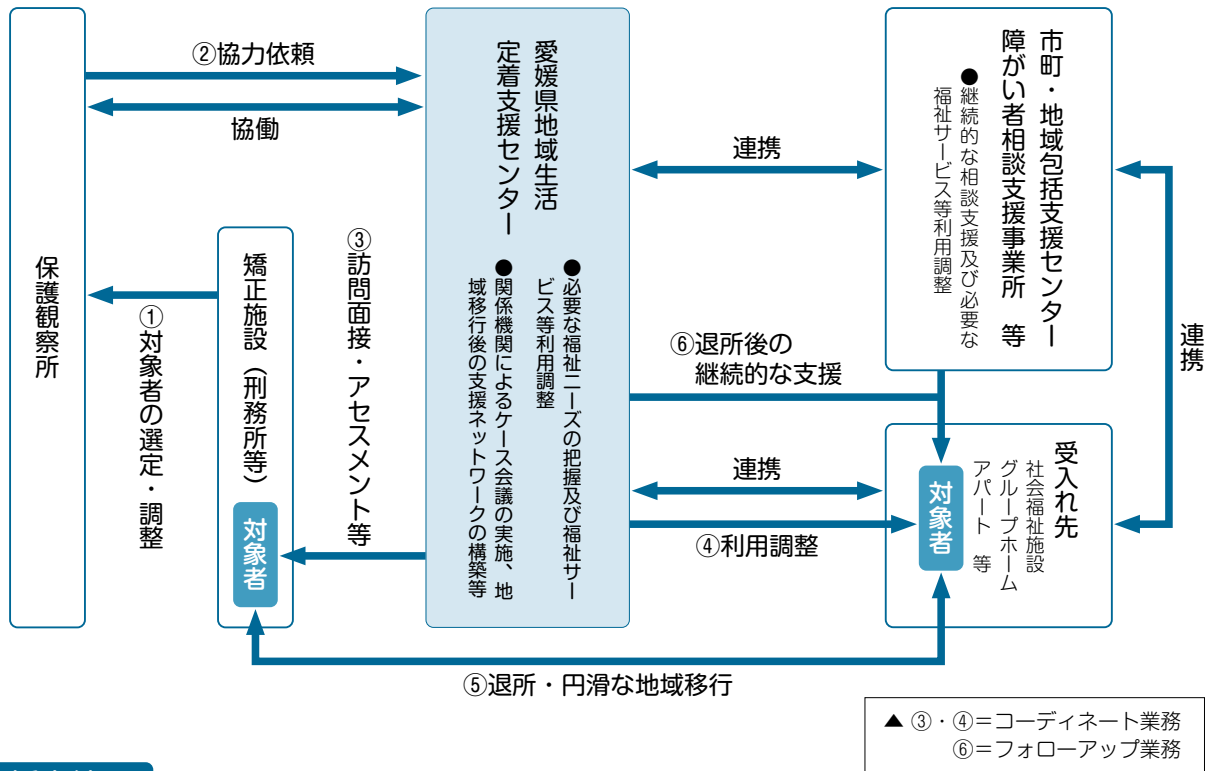 保護観察所
②協力依頼
協働
①対象者の選定・調整
矯正施設（刑務所等）
対象者
③訪問面接・アセスメント等
愛媛県地域生活
定着支援センター
●必要な福祉ニーズの把握及び福祉サー
ビス等利用調整
●関係機関によるケース会議の実施、地
域移行後の支援ネットワークの構築等
連携
⑥退所後の
継続的な支援
連携
④利用調整
市町・地域包括支援センター
障がい者相談支援事業所　等
●継続的な相談支援及び必要な
福祉サービス等利用調整
連携
受入れ先
社会福祉施設
グループホーム
アパート　等
対象者
⑤退所・円滑な地域移行
▲ ③・④＝コーディネート業務
⑥＝フォローアップ業務